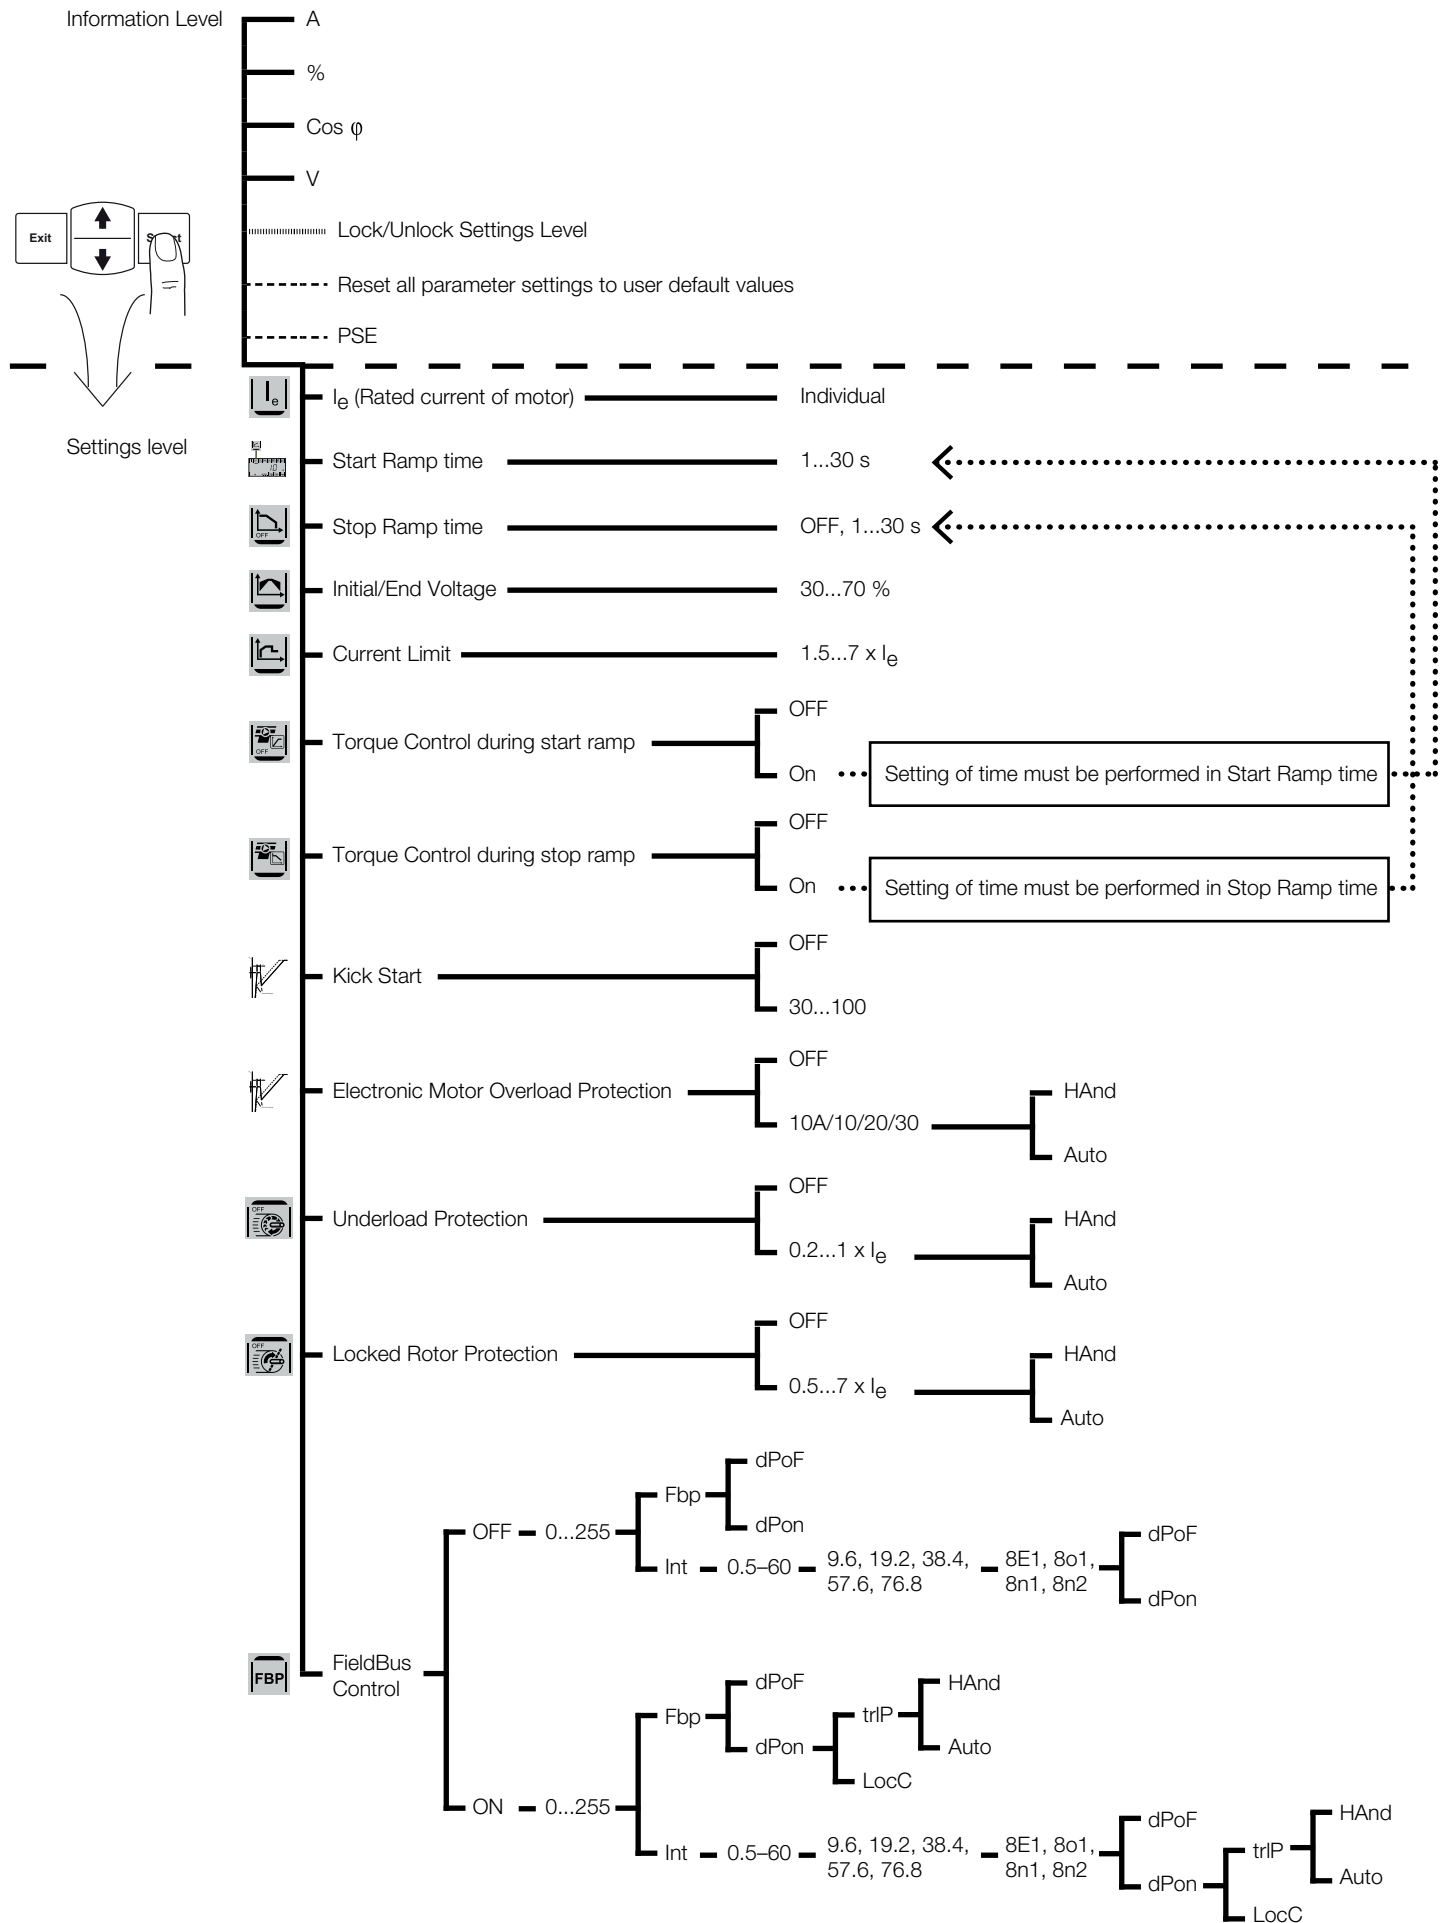 Information Level
A
%
Cos φ
V
Exit
Lock/Unlock Settings Level
Reset all parameter settings to user default values
PSE
Settings level
Ie
Ie (Rated current of motor)
Individual
Start Ramp time
1...30 s
OFF
Stop Ramp time
OFF, 1...30 s
Initial/End Voltage
30...70 %
Current Limit
1.5...7 x Ie
OFF
Torque Control during start ramp
OFF
On
Setting of time must be performed in Start Ramp time
Torque Control during stop ramp
OFF
On
Setting of time must be performed in Stop Ramp time
Kick Start
OFF
30...100
Electronic Motor Overload Protection
OFF
10A/10/20/30
HAnd
Auto
OFF
Underload Protection
OFF
0.2...1 x Ie
HAnd
Auto
OFF
Locked Rotor Protection
OFF
0.5...7 x Ie
HAnd
Auto
FBP
FieldBus
Control
OFF
0...255
Fbp
dPoF
dPon
Int
0.5–60
9.6, 19.2, 38.4,
57.6, 76.8
8E1, 8o1,
8n1, 8n2
dPoF
dPon
ON
0...255
Fbp
dPoF
dPon
trIP
HAnd
Auto
LocC
Int
0.5–60
9.6, 19.2, 38.4,
57.6, 76.8
8E1, 8o1,
8n1, 8n2
dPoF
dPon
trIP
HAnd
Auto
LocC